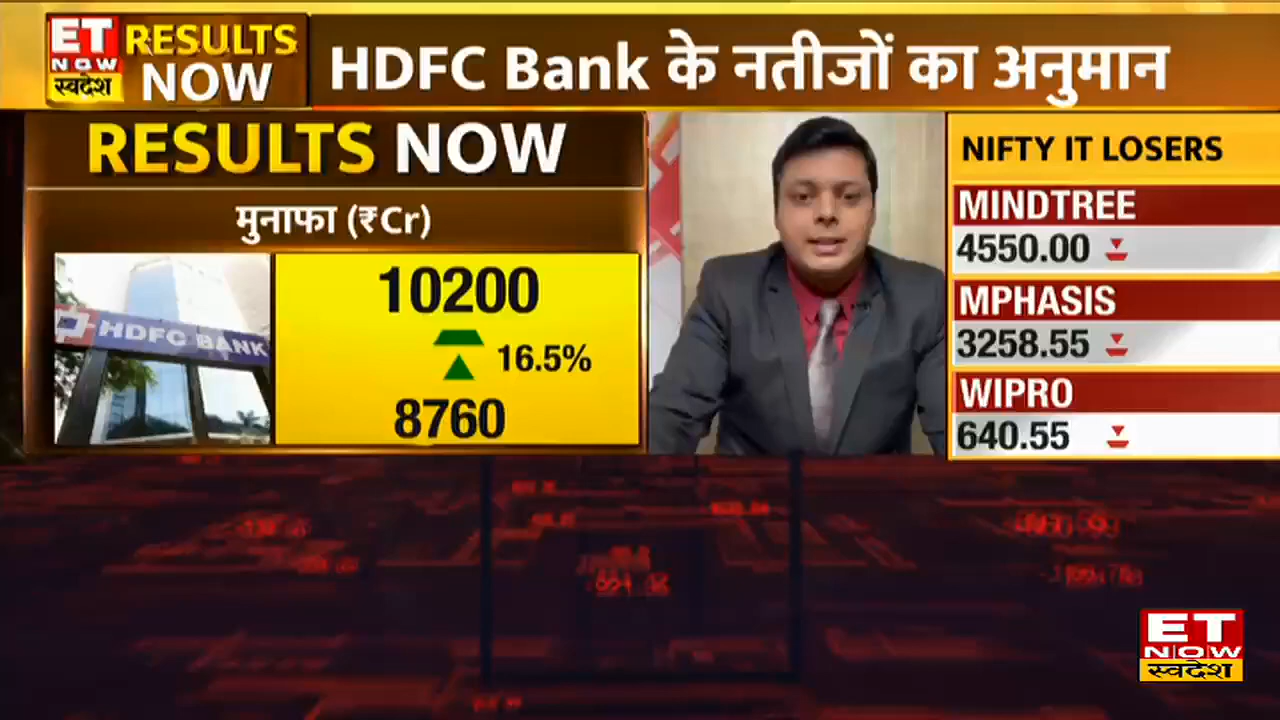 ET
NOW
स्वदेश
RESULTS
NOW
HDFC Bank के नतीजों का अनुमान
RESULTS NOW
मुनाफा (₹Cr)
HDFC BANK
10200
16.5%
8760
NIFTY IT LOSERS
MINDTREE
4550.00
MPHASIS
3258.55
WIPRO
640.55
ET
NOW
स्वदेश